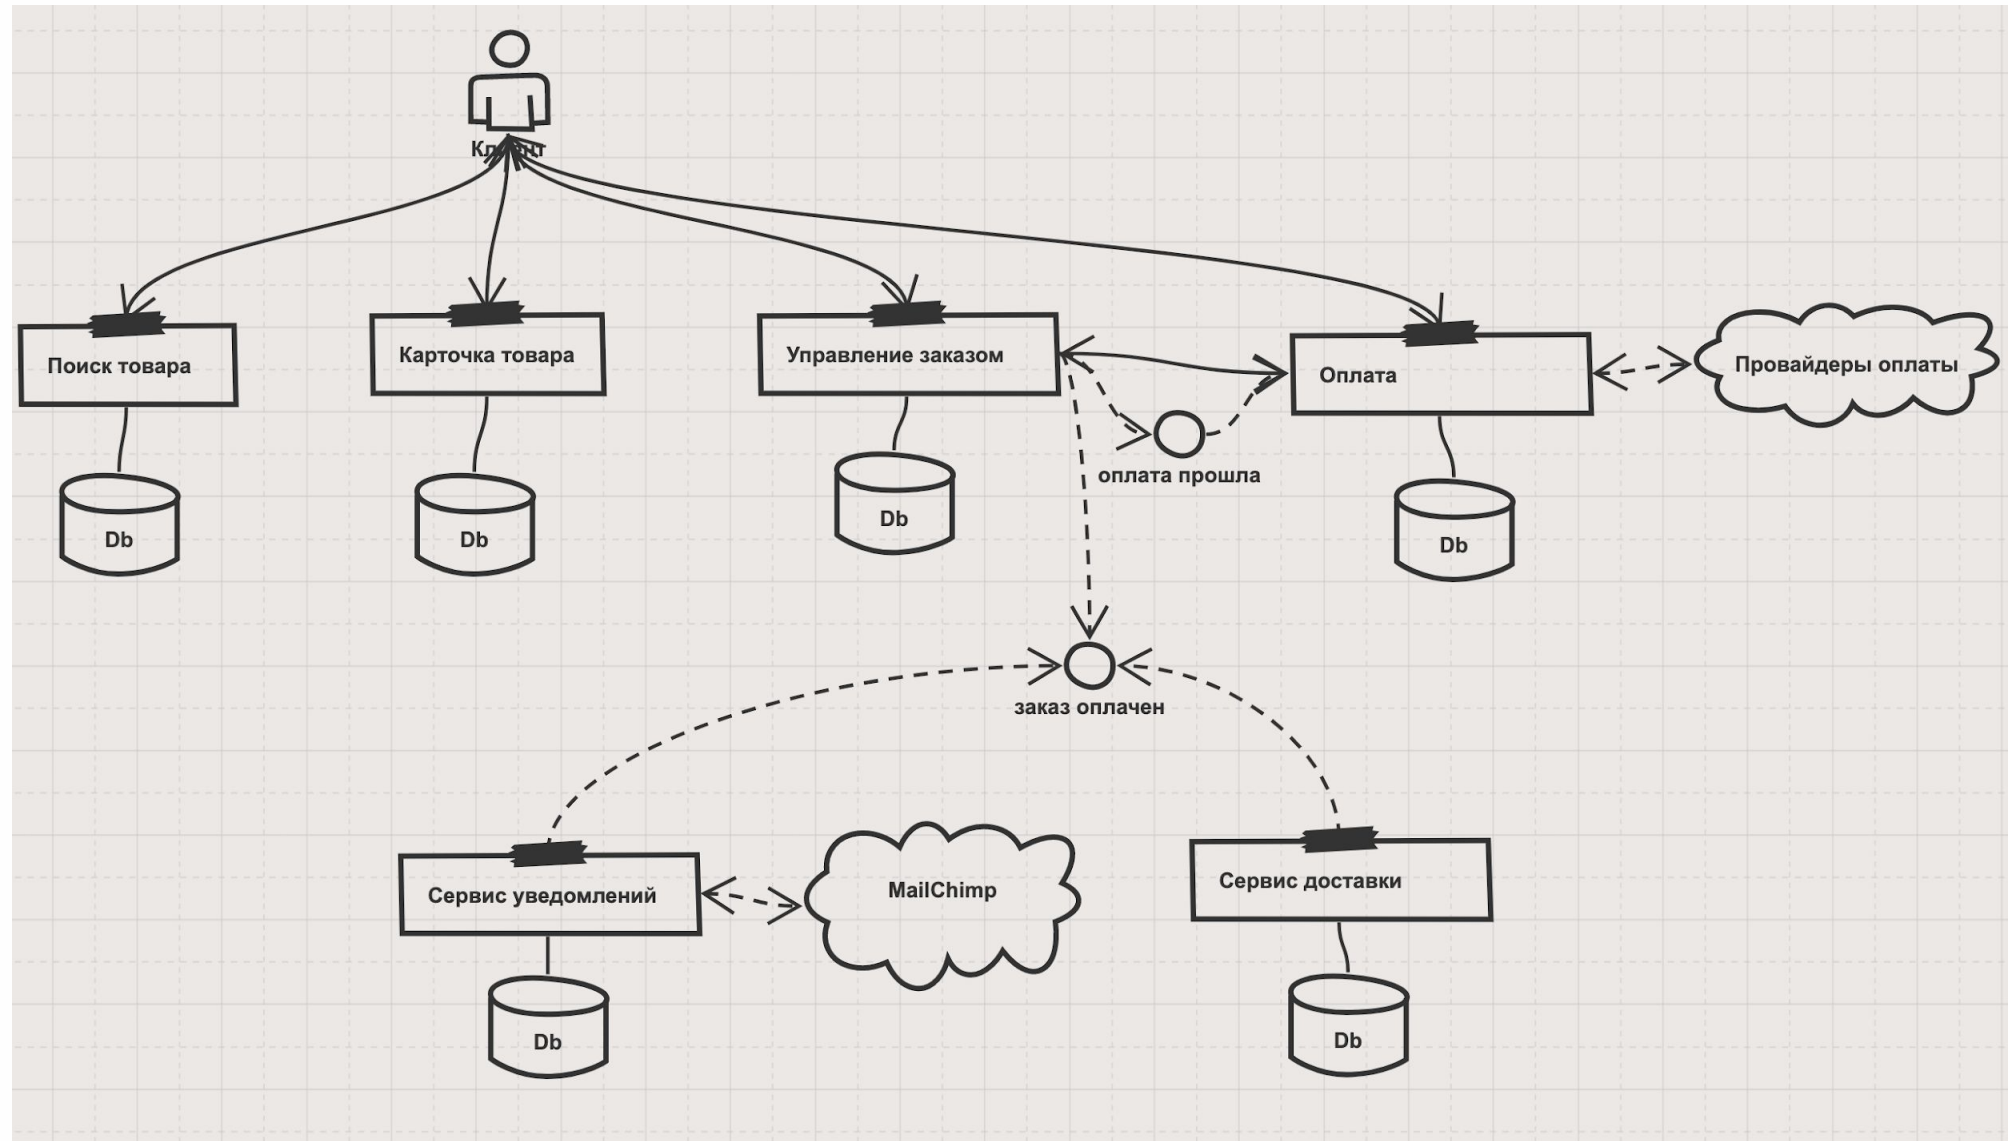 Клиент
Поиск товара
Карточка товара
Управление заказом
Оплата
Провайдеры оплаты
оплата прошла
Db
Db
Db
Db
заказ оплачен
Сервис уведомлений
MailChimp
Сервис доставки
Db
Db